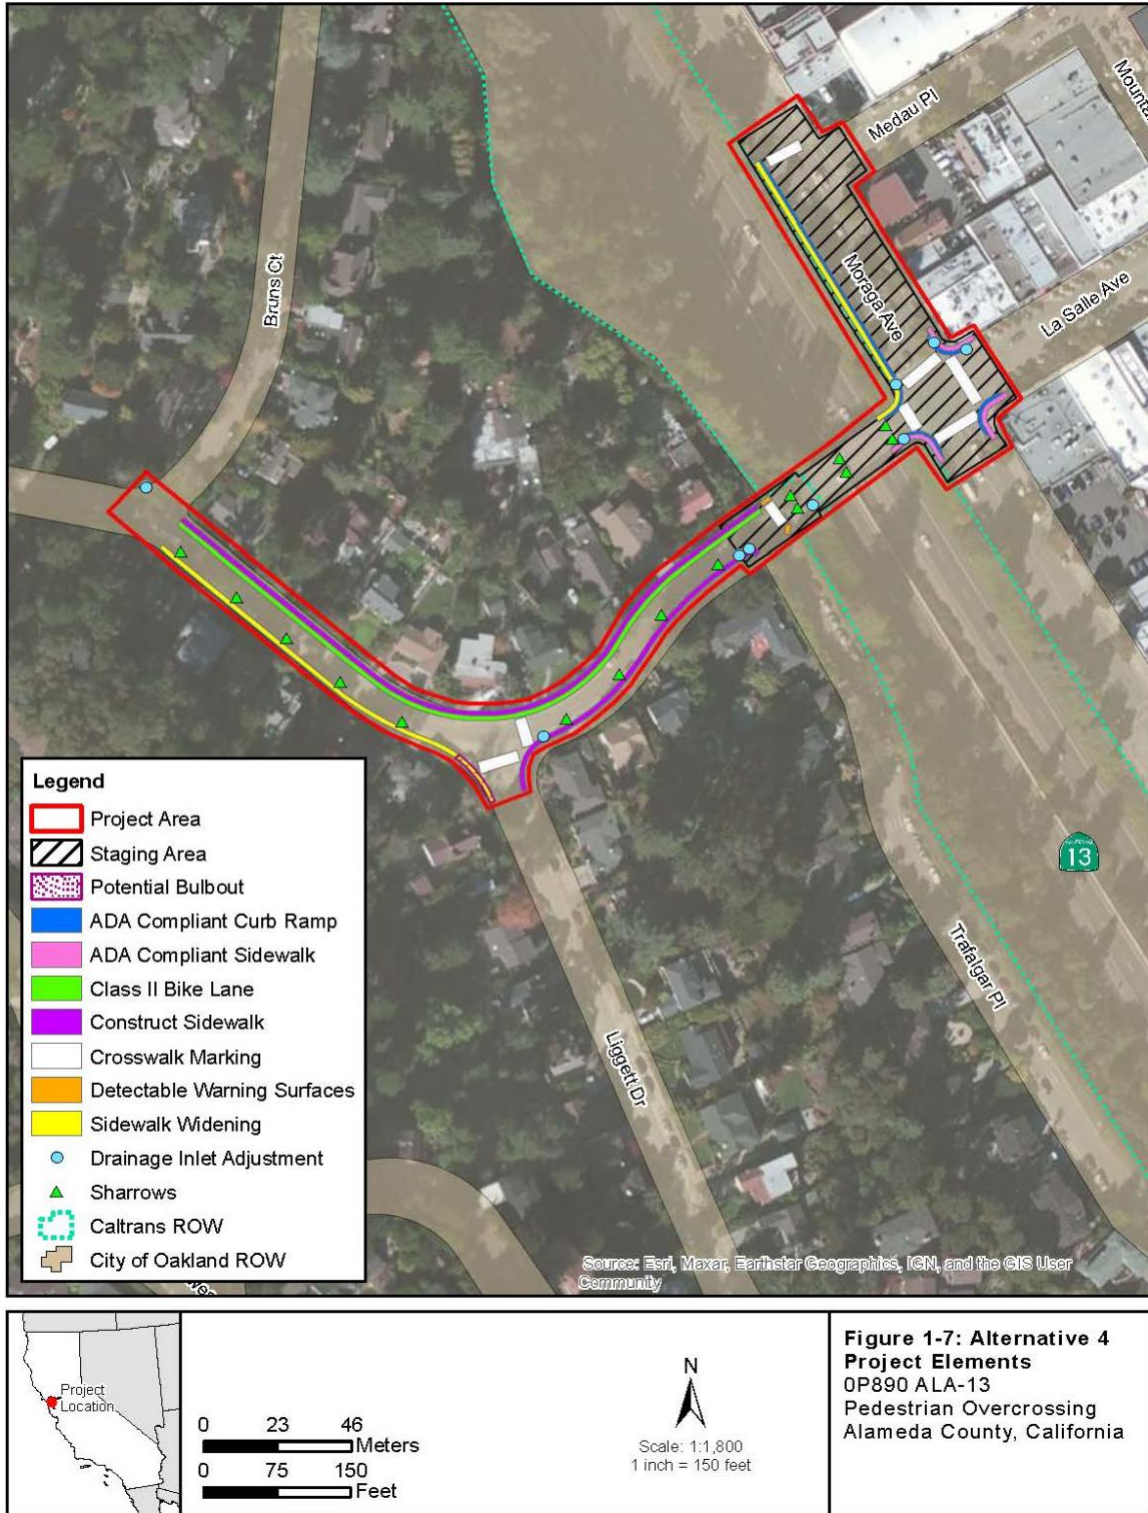 Medau Pl
Mounta
Moraga Ave
La Salle Ave
Bruns Ct
13
Trafalgar Pl
Liggett Dr
Legend
Project Area
Staging Area
Potential Bulbout
ADA Compliant Curb Ramp
ADA Compliant Sidewalk
Class II Bike Lane
Construct Sidewalk
Crosswalk Marking
Detectable Warning Surfaces
Sidewalk Widening
Drainage Inlet Adjustment
Sharrows
Caltrans ROW
City of Oakland ROW
Source: Esri, Maxar, Earthstar Geographics, IGN, and the GIS User
Community
Project
Location
0 23 46
Meters
0 75 150
Feet
N
Scale: 1:1,800
1 inch = 150 feet
Figure 1-7: Alternative 4
Project Elements
0P890 ALA-13
Pedestrian Overcrossing
Alameda County, California